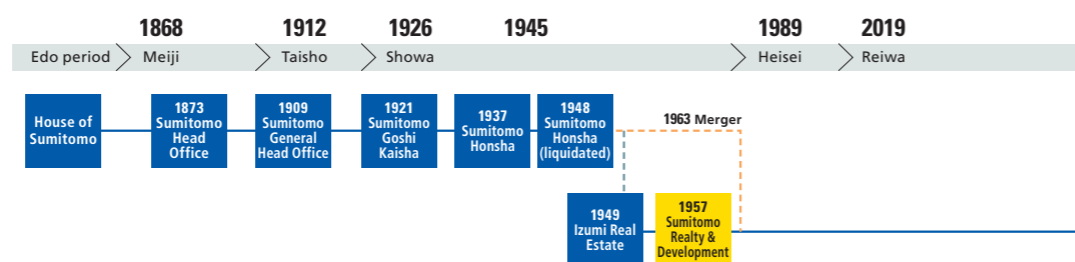 1868
1912
1926
1945
1989
2019
Edo period
Meiji
Taisho
Showa
Heisei
Reiwa
House of
Sumitomo
1873
Sumitomo
Head
Office
1909
Sumitomo
General
Head Office
1921
Sumitomo
Goshi
Kaisha
1937
Sumitomo
Honsha
1948
Sumitomo
Honsha
(liquidated)
1963 Merger
1949
Izumi Real
Estate
1957
Sumitomo
Realty &
Development